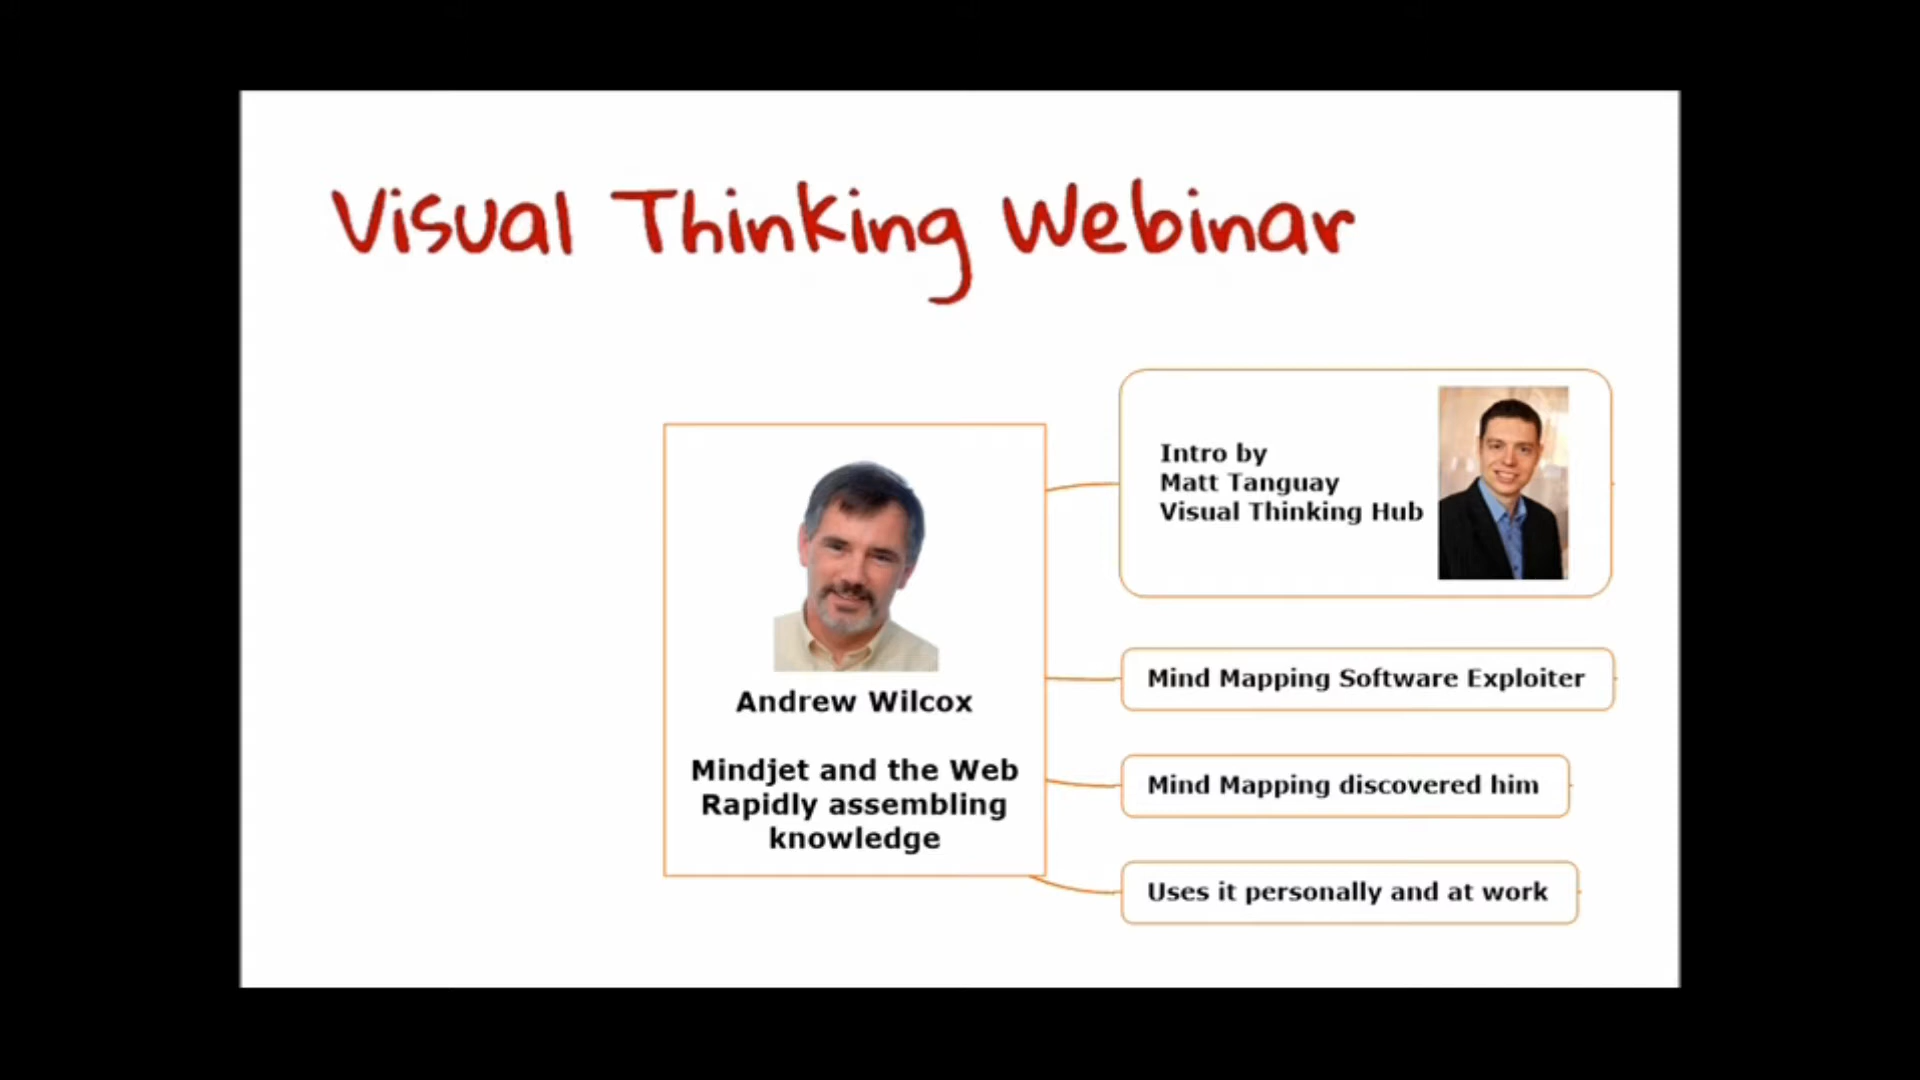 Visual Thinking Webinar
Andrew Wilcox
Mindjet and the Web
Rapidly assembling
knowledge
Intro by
Matt Tanguay
Visual Thinking Hub
Mind Mapping Software Exploiter
Mind Mapping discovered him
Uses it personally and at work